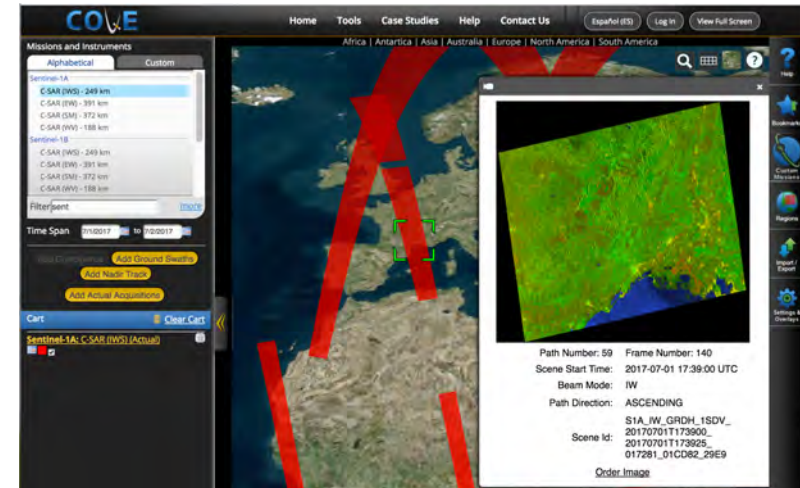 COVE
Home Tools Case Studies Help Contact Us Español (ES) Log In View Full Screen
Africa | Antartica | Asia | Australia | Europe | North America | South America
Missions and Instruments
Alphabetical Custom
Sentinel-1A
C-SAR (IWS) - 249 km
C-SAR (EW) - 391 km
C-SAR (SM) - 372 km
C-SAR (WV) - 188 km
Sentinel-1B
C-SAR (IWS) - 249 km
C-SAR (EW) - 391 km
C-SAR (SM) - 372 km
C-SAR (WV) - 188 km
Filter: sent more
Time Span 7/1/2017 to 7/2/2017
Add Ground Swaths
Add Nadir Track
Add Actual Acquisitions
Cart Clear Cart
Sentinel-1A: C-SAR (IWS) (Actual)
?
?
Help
Bookmark
Custom
Missions
Regions
Import /
Export
Settings &
Overlays
Path Number: 59 Frame Number: 140
Scene Start Time: 2017-07-01 17:39:00 UTC
Beam Mode: IW
Path Direction: ASCENDING
Scene Id: S1A_IW_GRDH_1SDV_
20170701T173900_
20170701T173925_
017281_01CD82_29E9
Order Image